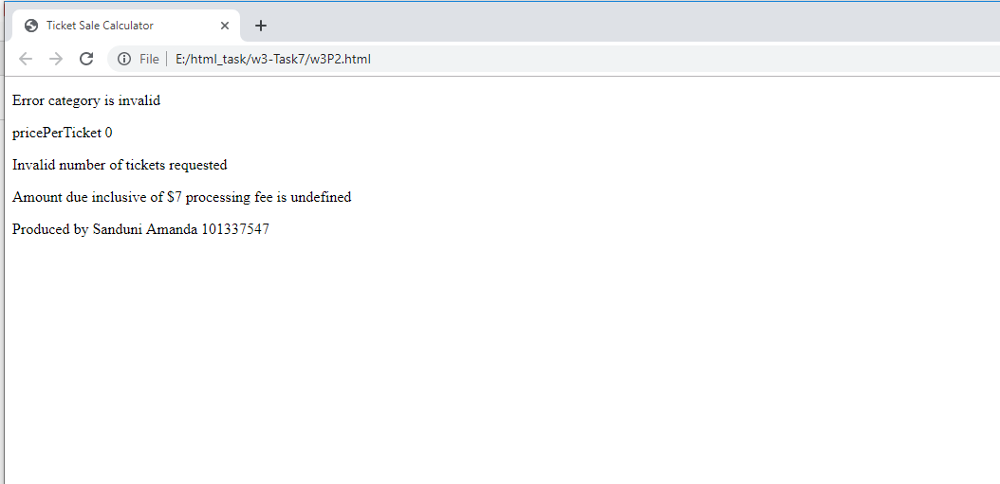 Ticket Sale Calculator
File E:/html_task/w3-Task7/w3P2.html
Error category is invalid
pricePerTicket 0
Invalid number of tickets requested
Amount due inclusive of $7 processing fee is undefined
Produced by Sanduni Amanda 101337547